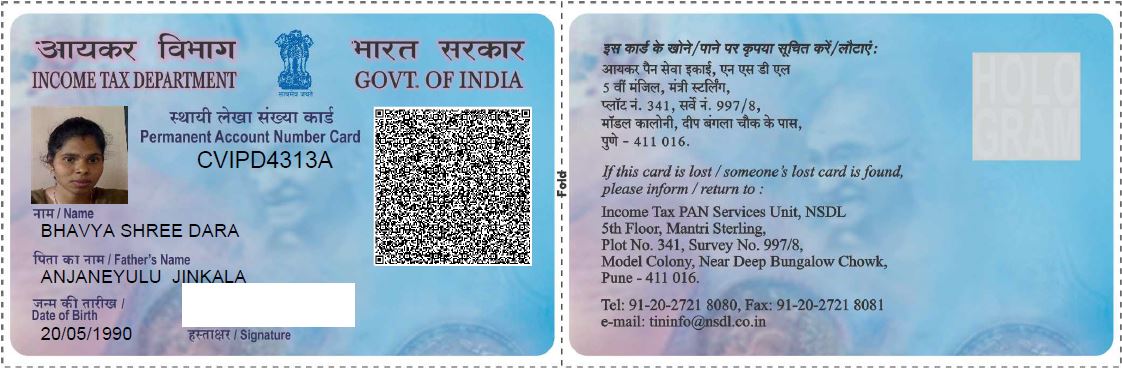 आयकर विभाग
INCOME TAX DEPARTMENT
सत्यमेव जयते
भारत सरकार
GOVT. OF INDIA
स्थायी लेखा संख्या कार्ड
Permanent Account Number Card
CVIPD4313A
नाम / Name
BHAVYA SHREE DARA
पिता का नाम / Father's Name
ANJANEYULU JINKALA
जन्म की तारीख /
Date of Birth
20/05/1990
हस्ताक्षर / Signature
Fold
इस कार्ड के खोने/पाने पर कृपया सूचित करें/लौटाएं :
आयकर पैन सेवा इकाई, एन एस डी एल
5 वीं मंजिल, मंत्री स्टर्लिंग,
प्लॉट नं. 341, सर्वे नं. 997/8,
मॉडल कालोनी, दीप बंगला चौक के पास,
पुणे - 411 016.
If this card is lost / someone's lost card is found,
please inform / return to :
Income Tax PAN Services Unit, NSDL
5th Floor, Mantri Sterling,
Plot No. 341, Survey No. 997/8,
Model Colony, Near Deep Bungalow Chowk,
Pune - 411 016.
Tel: 91-20-2721 8080, Fax: 91-20-2721 8081
e-mail: tininfo@nsdl.co.in
HOLO
GRAM